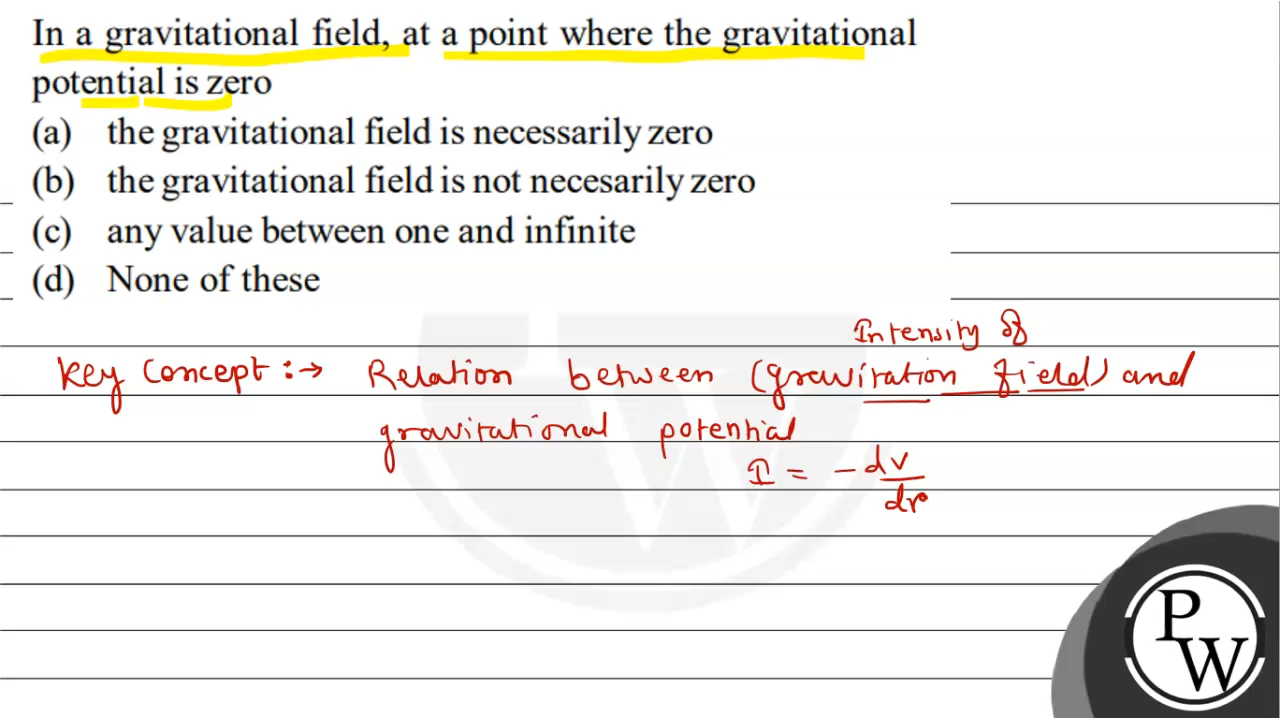 In a gravitational field, at a point where the gravitational
potential is zero
(a) the gravitational field is necessarily zero
(b) the gravitational field is not necesarily zero
(c) any value between one and infinite
(d) None of these
Intensity of
Key Concept :→ Relation between (gravitation field) and
gravitational potential
I = - dv
dr
P
W